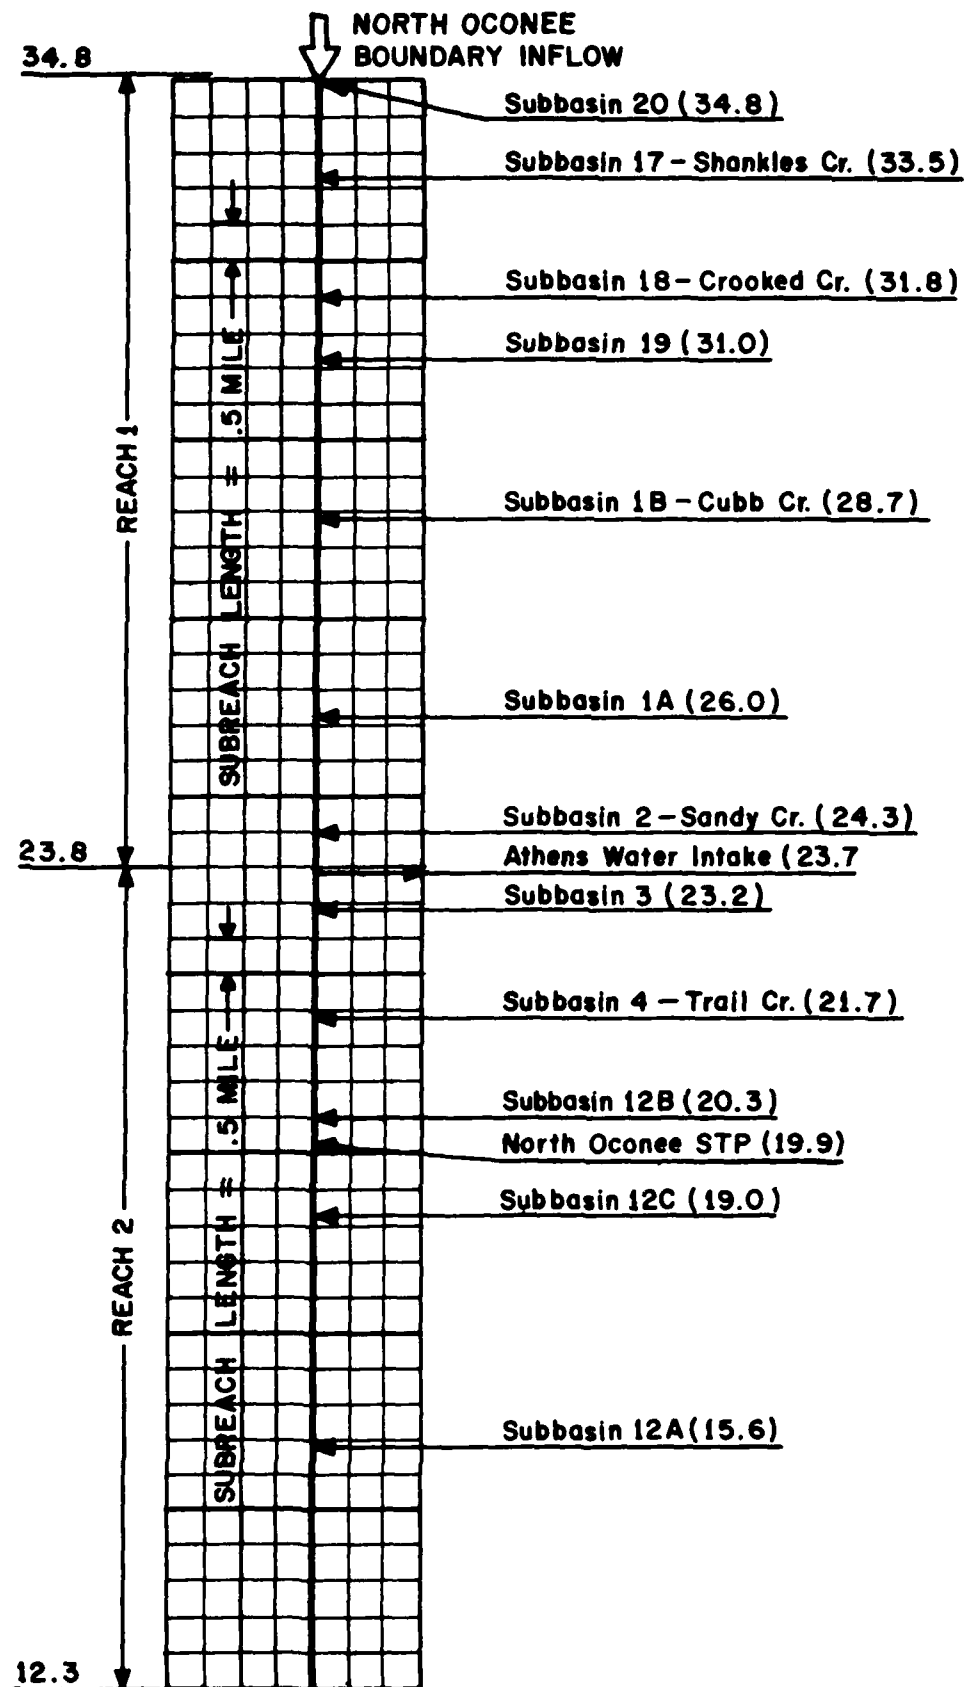 NORTH OCONEE
BOUNDARY INFLOW
34.8
Subbasin 20 (34.8)
Subbasin 17 - Shankles Cr. (33.5)
Subbasin 18 - Crooked Cr. (31.8)
Subbasin 19 (31.0)
Subbasin 1B - Cubb Cr. (28.7)
Subbasin 1A (26.0)
Subbasin 2 - Sandy Cr. (24.3)
REACH 1
SUBREACH LENGTH = .5 MILE
23.8
Athens Water Intake (23.7
Subbasin 3 (23.2)
Subbasin 4 - Trail Cr. (21.7)
Subbasin 12B (20.3)
North Oconee STP (19.9)
Subbasin 12C (19.0)
Subbasin 12A (15.6)
REACH 2
SUBREACH LENGTH = .5 MILE
12.3